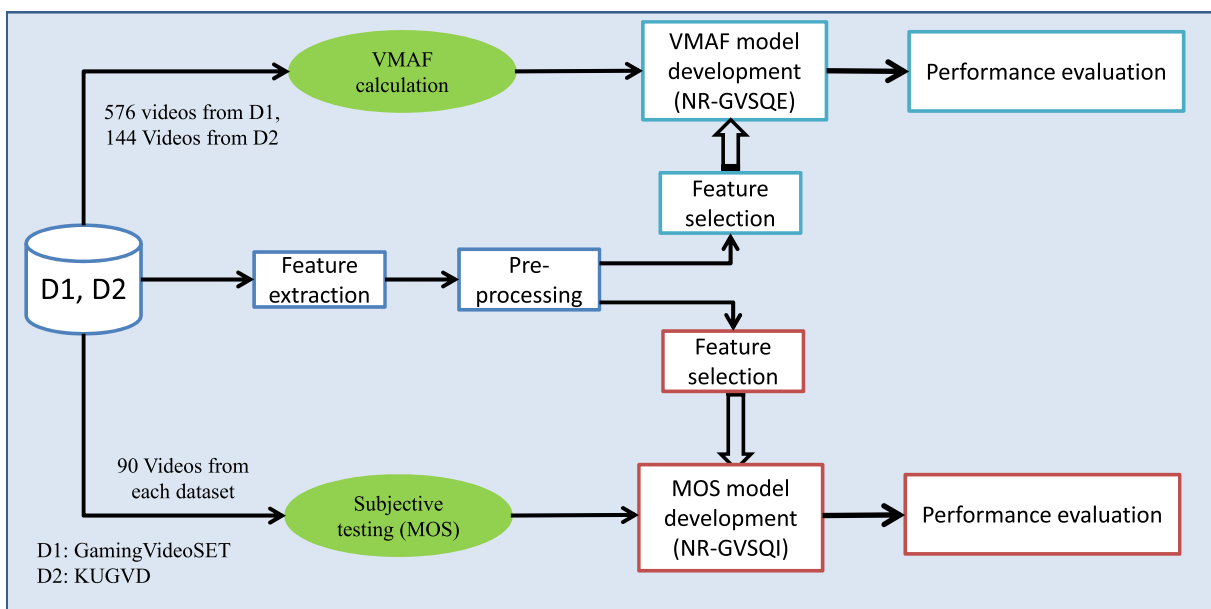 VMAF
calculation
VMAF model
development
(NR-GVSQE)
Performance evaluation
576 videos from D1,
144 Videos from D2
Feature
selection
D1, D2
Feature
extraction
Pre-
processing
Feature
selection
90 Videos from
each dataset
Subjective
testing (MOS)
MOS model
development
(NR-GVSQI)
Performance evaluation
D1: GamingVideoSET
D2: KUGVD